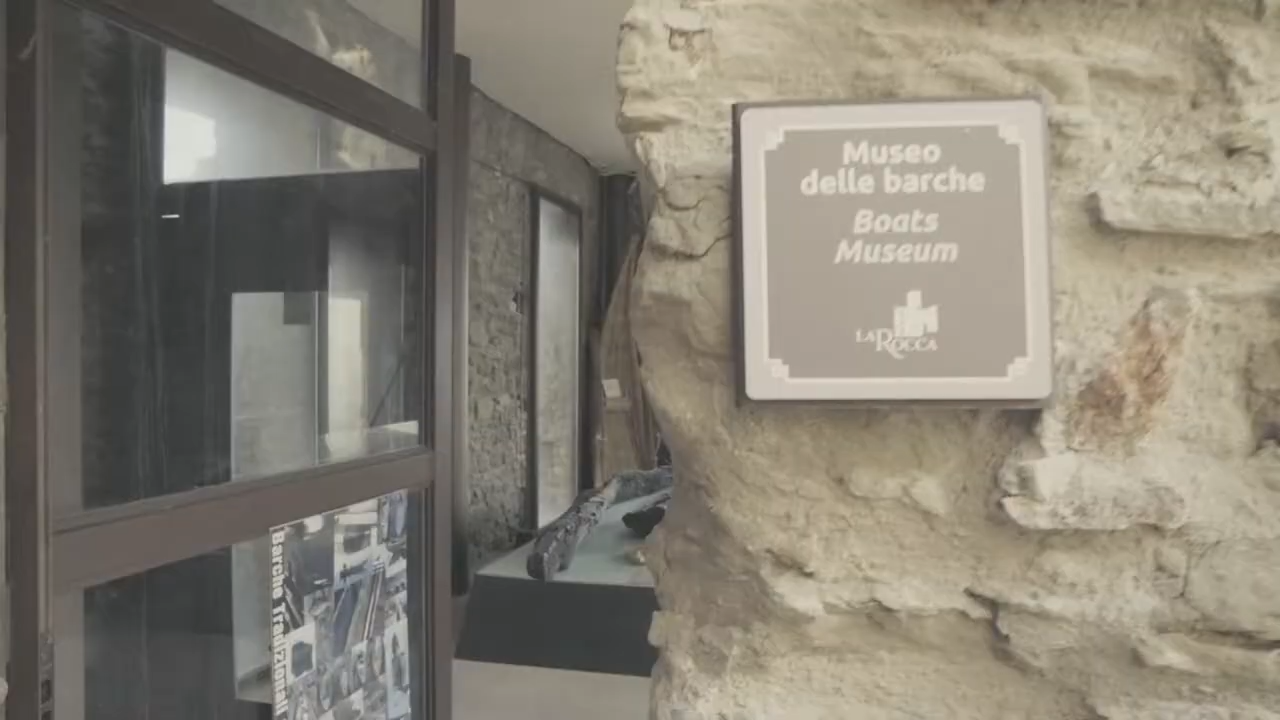 Museo
delle barche
Boats
Museum
LA ROCCA
Barche Tradizionali